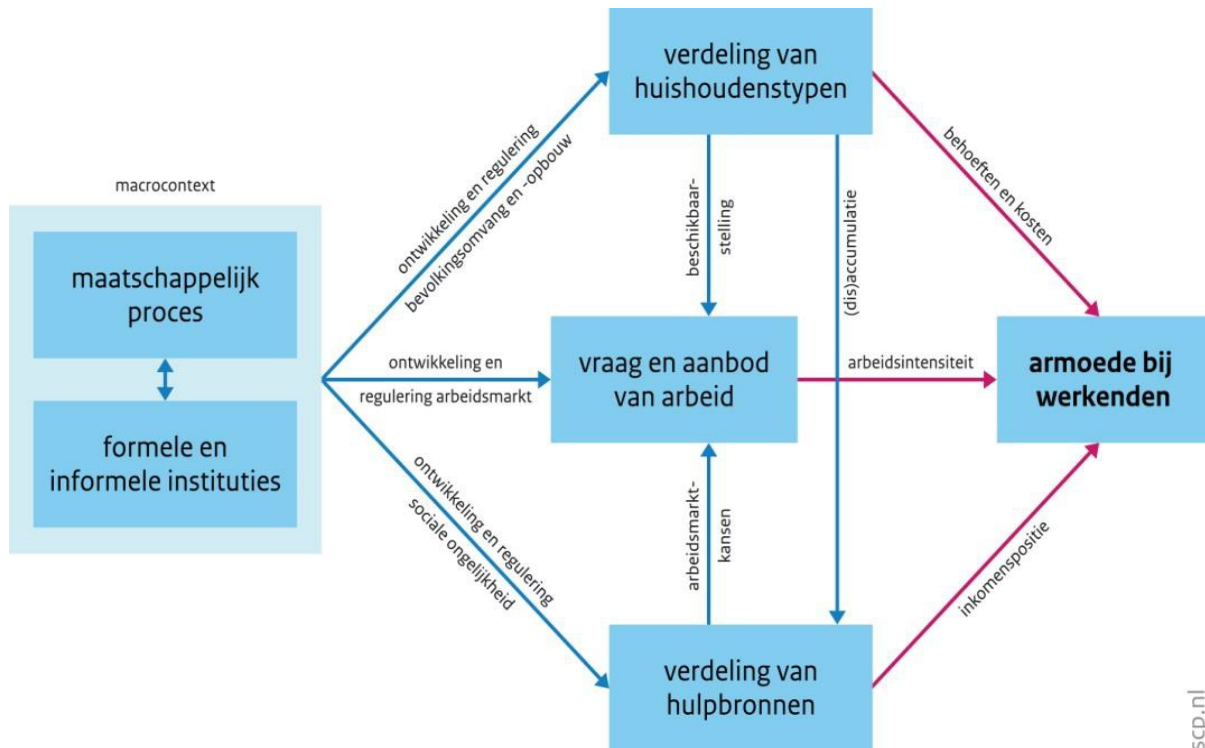 verdeling van
huishoudenstypen
macrocontext
maatschappelijk
proces
formele en
informele instituties
ontwikkeling en regulering
bevolkingsomvang en -opbouw
ontwikkeling en
regulering arbeidsmarkt
ontwikkeling en regulering
sociale ongelijkheid
beschikbaar-
stelling
(dis)accumulatie
behoeften en kosten
vraag en aanbod
van arbeid
arbeidsintensiteit
armoede bij
werkenden
arbeidsmarkt-
kansen
inkomenspositie
verdeling van
hulpbronnen
scp.nl